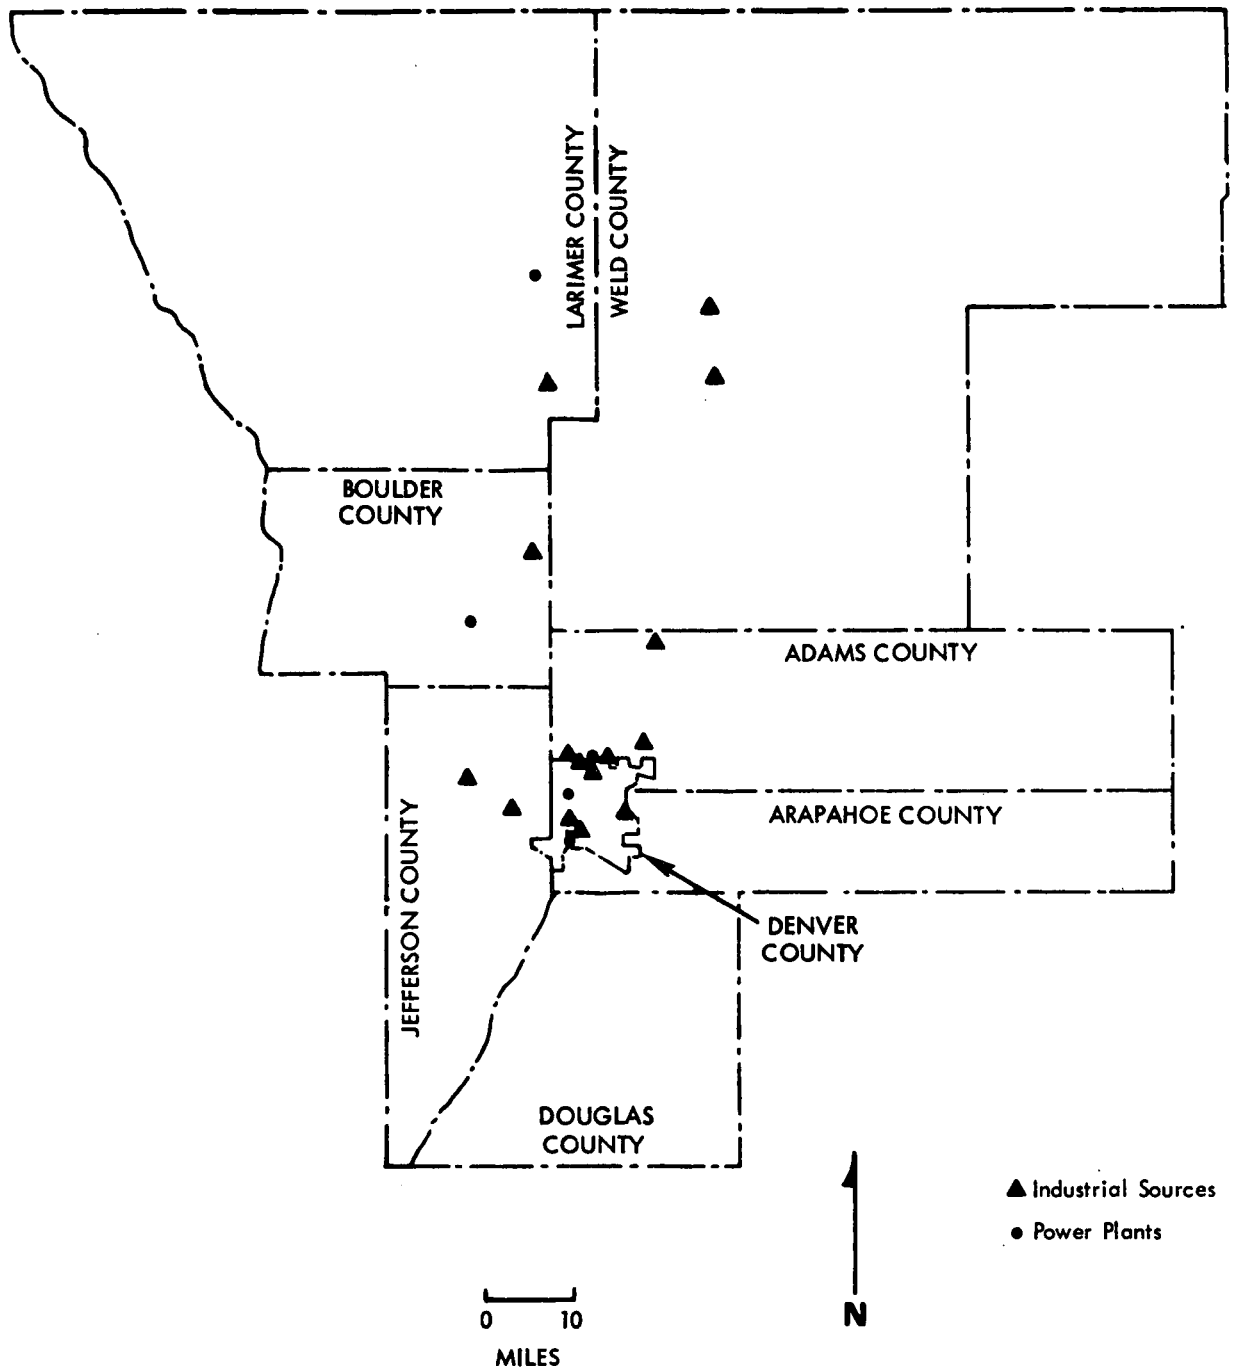 LARIMER COUNTY
WELD COUNTY
BOULDER
COUNTY
ADAMS COUNTY
ARAPAHOE COUNTY
JEFFERSON COUNTY
DENVER
COUNTY
DOUGLAS
COUNTY
Industrial Sources
Power Plants
0 10
MILES
N